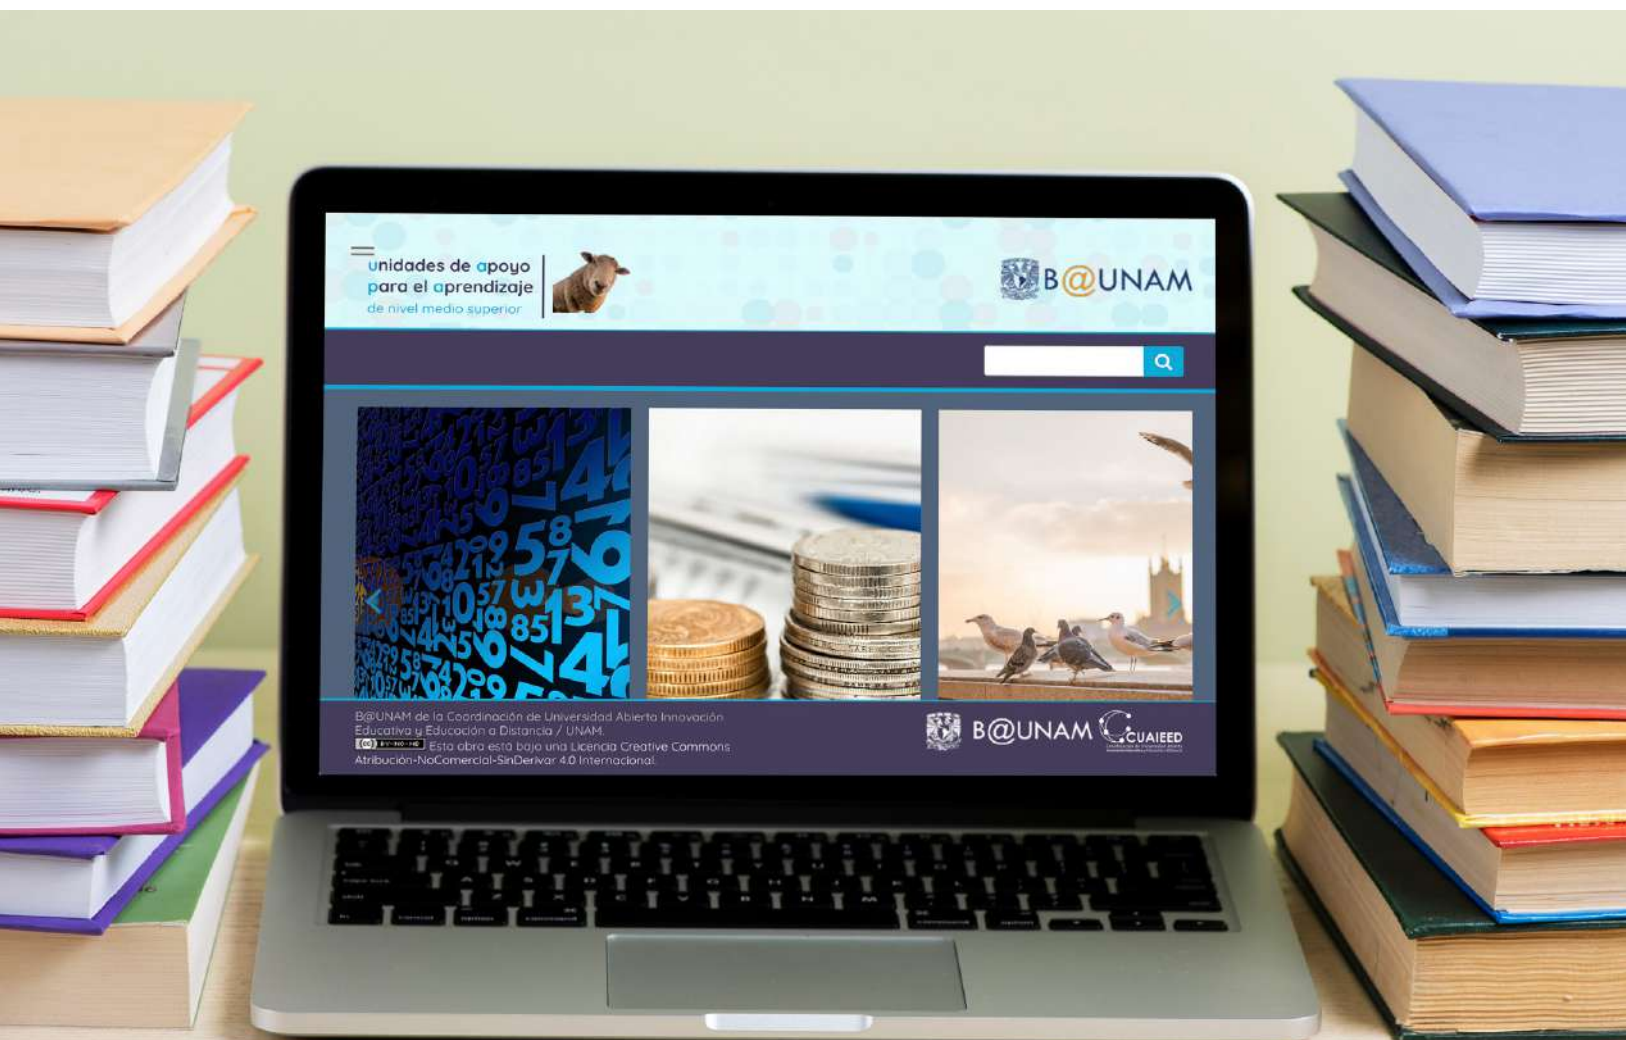 unidades de apoyo
para el aprendizaje
de nivel medio superior
B@UNAM
B@UNAM de la Coordinación de Universidad Abierta Innovación
Educativa y Educación a Distancia / UNAM.
Esta obra está bajo una Licencia Creative Commons
Atribución-NoComercial-SinDerivar 4.0 Internacional.
B@UNAM
CUAIEED